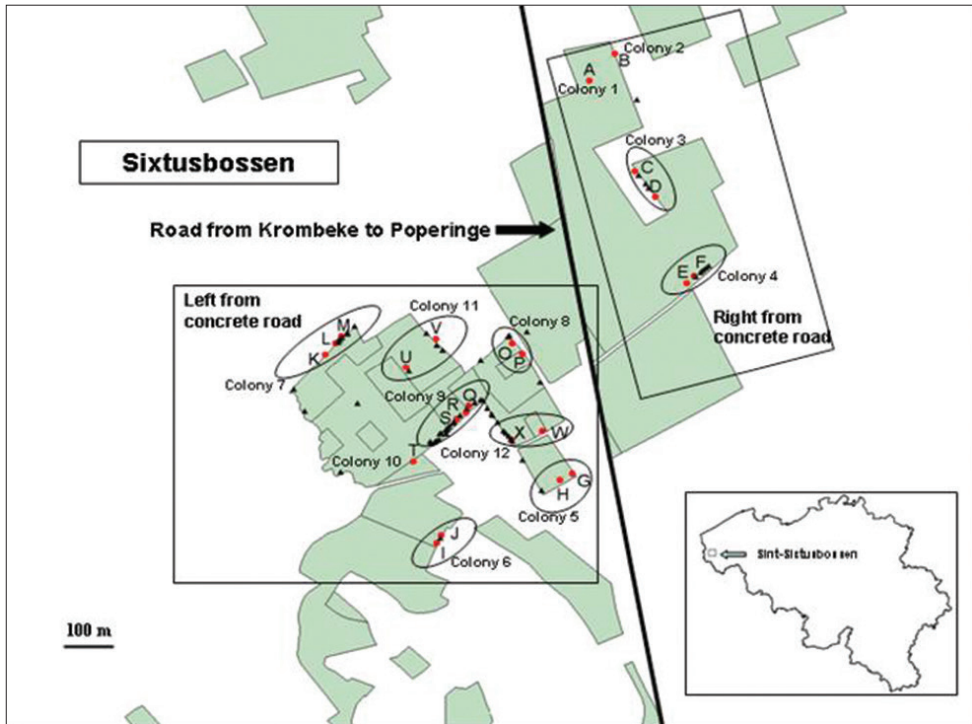 Colony 2
B
A
Colony 1
Sixtusbossen
Colony 3
C
D
Road from Krombeke to Poperinge
F
E
Colony 4
Left from
concrete road
Colony 11
Right from
concrete road
M
V
Colony 8
L
O
K
U
P
Colony 7
Colony 9
Q
R
S
X
W
T
Colony 12
Colony 10
G
H
Colony 5
J
I
Colony 6
Sint-Sixtusbossen
100 m